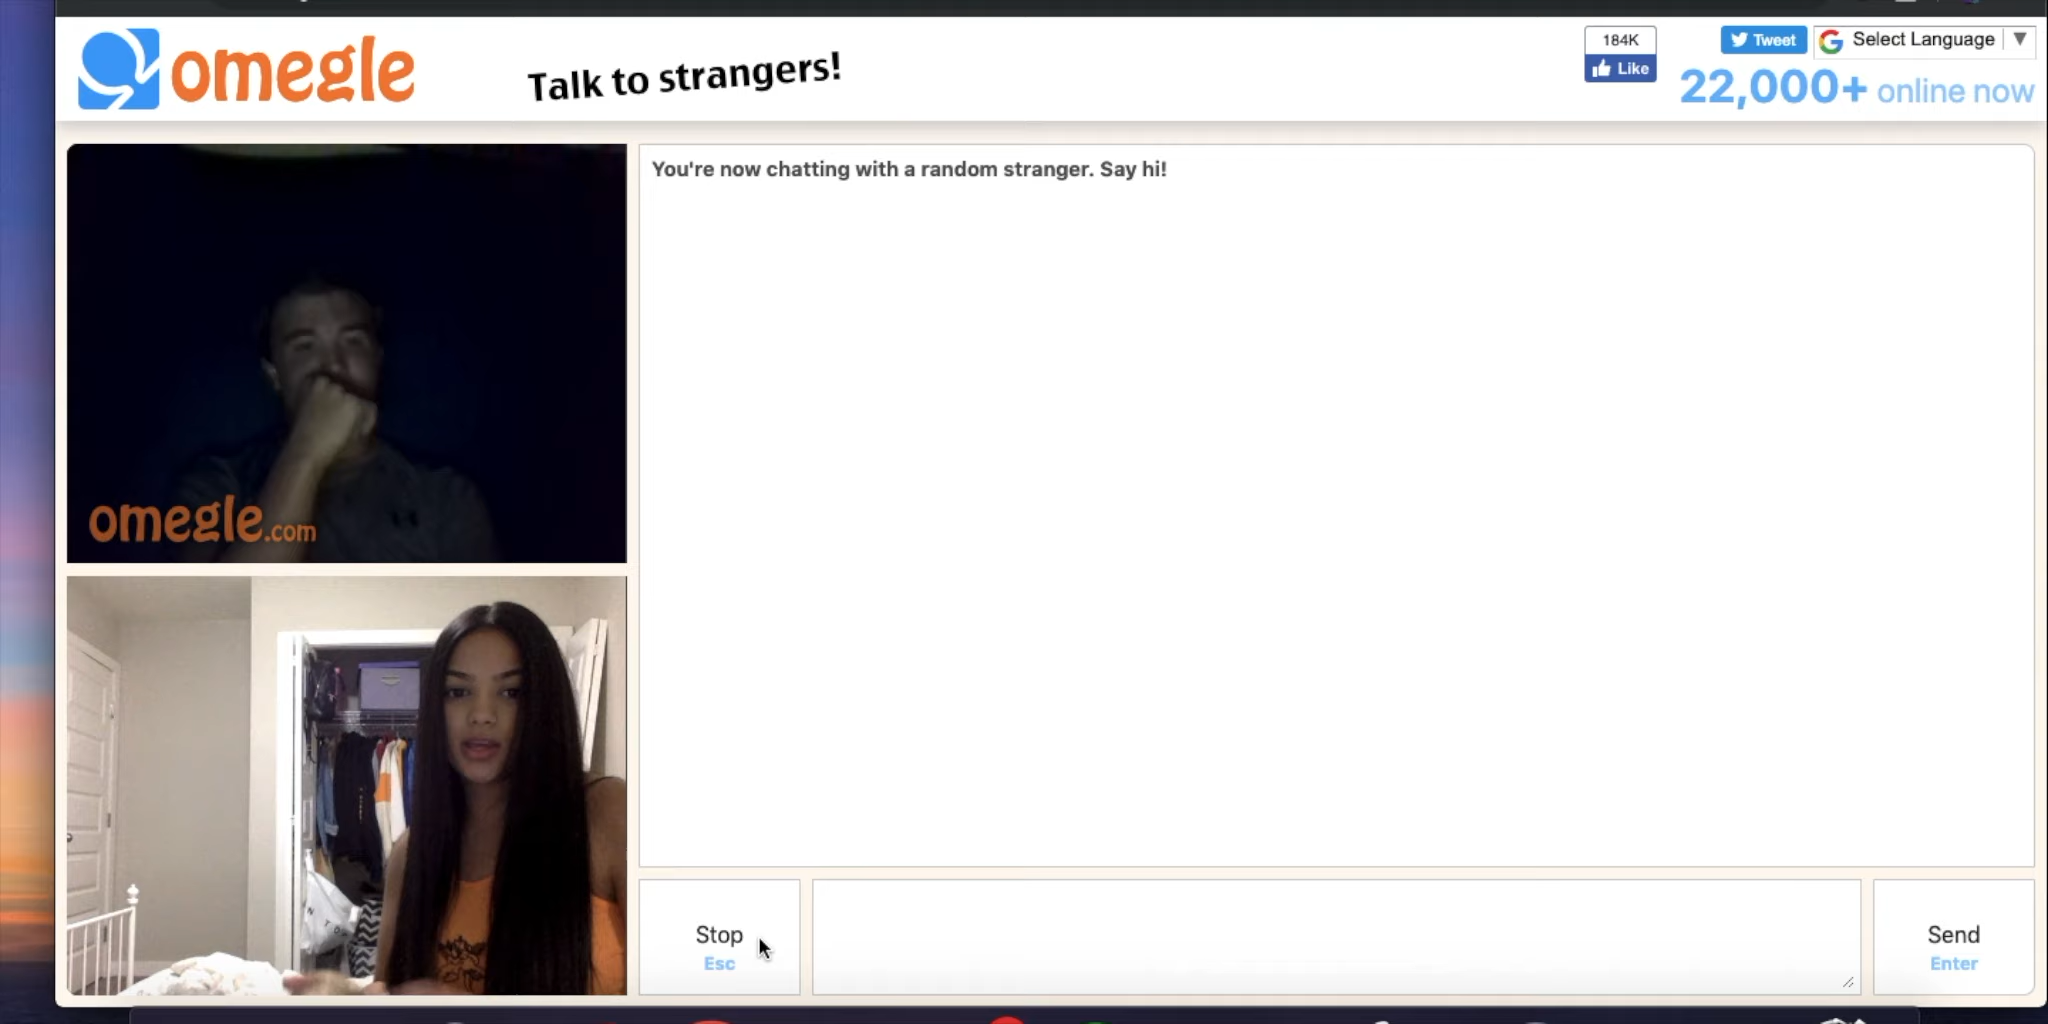 omegle
Talk to strangers!
184K
Like
Tweet
Select Language
22,000+ online now
You're now chatting with a random stranger. Say hi!
omegle.com
Stop
Esc
Send
Enter